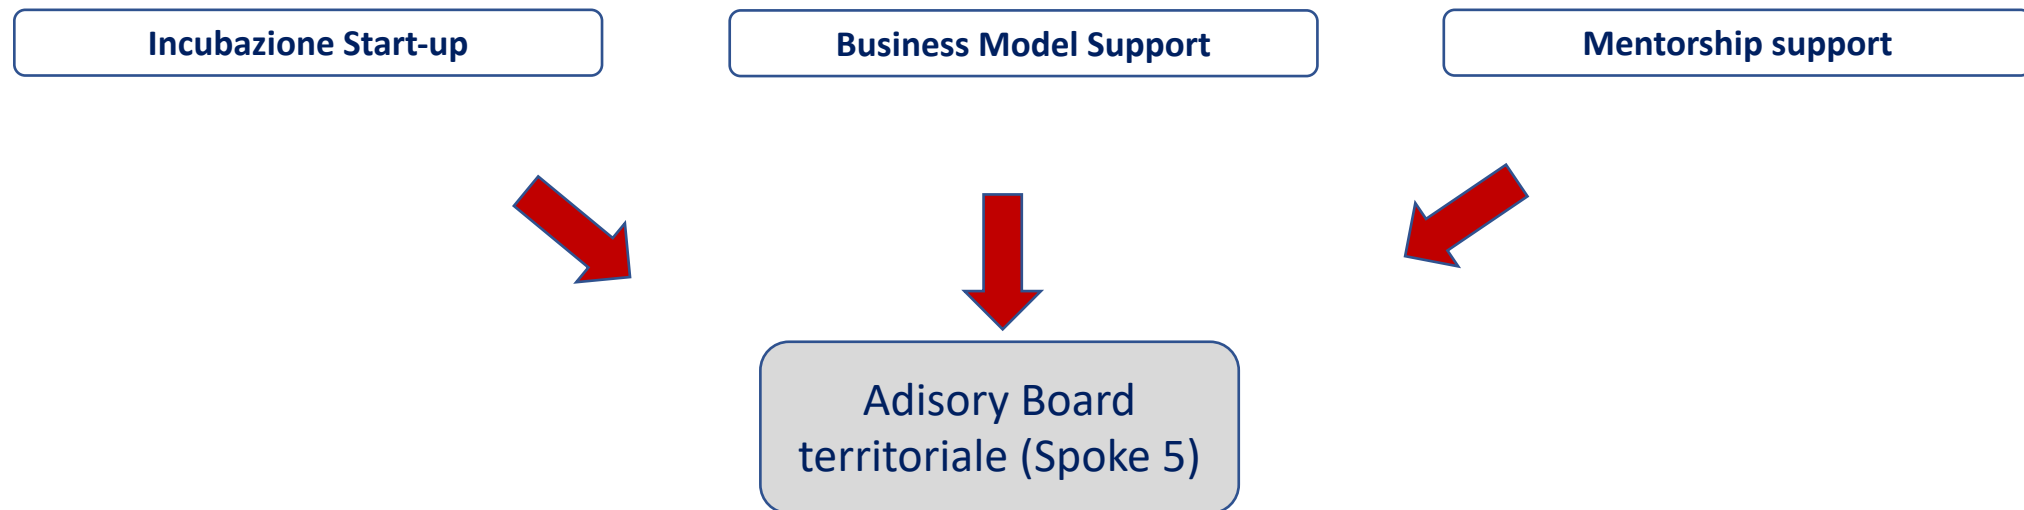 Incubazione Start-up
Business Model Support
Mentorship support
Adisory Board
territoriale (Spoke 5)